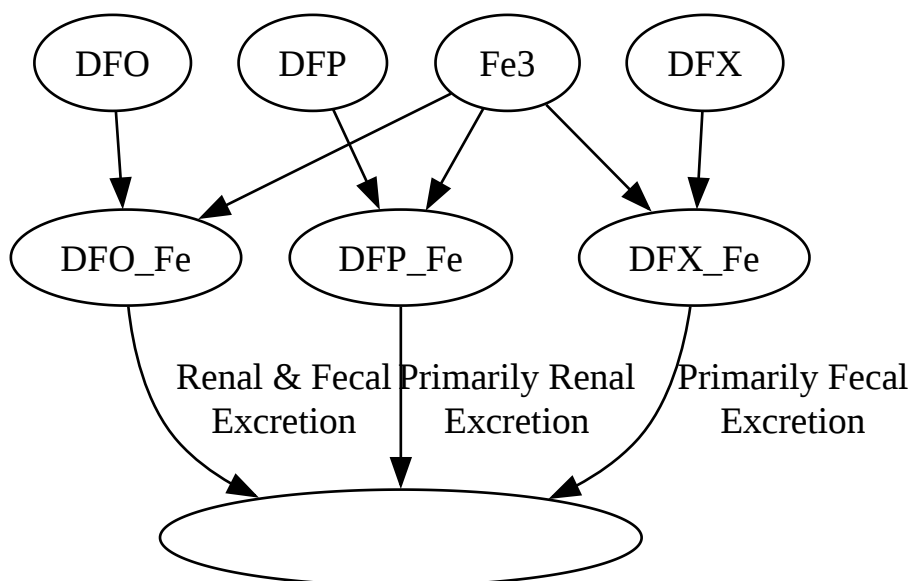 DFO
DFP
Fe3
DFX
DFO_Fe
DFP_Fe
DFX_Fe
Renal & Fecal
Excretion
Primarily Renal
Excretion
Primarily Fecal
Excretion